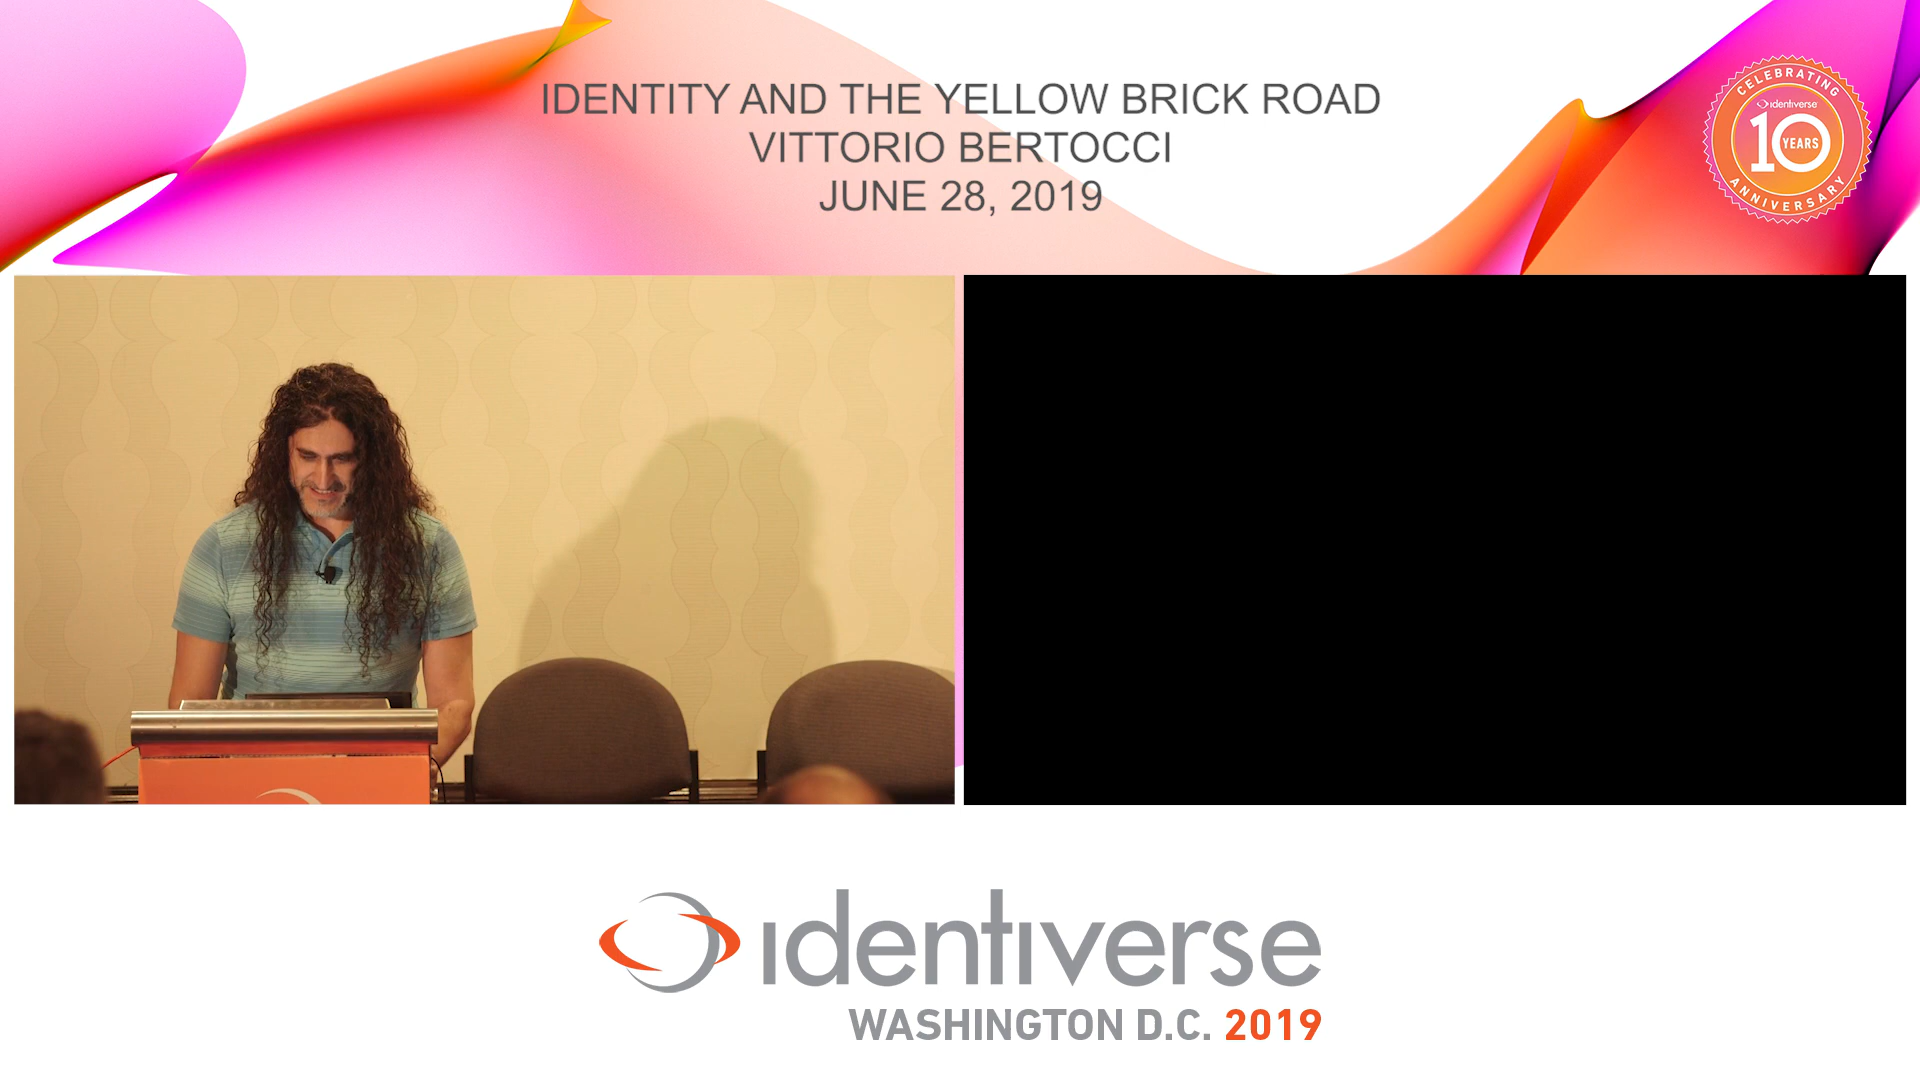 IDENTITY AND THE YELLOW BRICK ROAD
VITTORIO BERTOCCI
JUNE 28, 2019
CELEBRATING
identiverse
10
YEARS
ANNIVERSARY
identiverse
WASHINGTON D.C. 2019